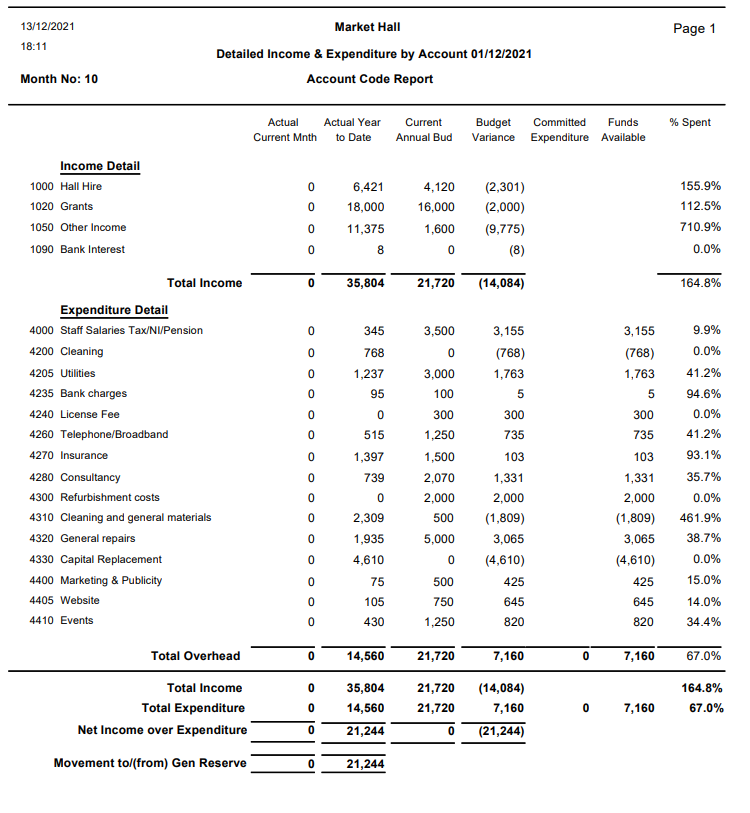 13/12/2021 Market Hall Page 1
18:11 Detailed Income & Expenditure by Account 01/12/2021
Month No: 10 Account Code Report
Actual Actual Year Current Budget Committed Funds % Spent
Current Mnth to Date Annual Bud Variance Expenditure Available
Income Detail
1000 Hall Hire 0 6,421 4,120 (2,301) 155.9%
1020 Grants 0 18,000 16,000 (2,000) 112.5%
1050 Other Income 0 11,375 1,600 (9,775) 710.9%
1090 Bank Interest 0 8 0 (8) 0.0%
Total Income 0 35,804 21,720 (14,084) 164.8%
Expenditure Detail
4000 Staff Salaries Tax/NI/Pension 0 345 3,500 3,155 3,155 9.9%
4200 Cleaning 0 768 0 (768) (768) 0.0%
4205 Utilities 0 1,237 3,000 1,763 1,763 41.2%
4235 Bank charges 0 95 100 5 5 94.6%
4240 License Fee 0 0 300 300 300 0.0%
4260 Telephone/Broadband 0 515 1,250 735 735 41.2%
4270 Insurance 0 1,397 1,500 103 103 93.1%
4280 Consultancy 0 739 2,070 1,331 1,331 35.7%
4300 Refurbishment costs 0 0 2,000 2,000 2,000 0.0%
4310 Cleaning and general materials 0 2,309 500 (1,809) (1,809) 461.9%
4320 General repairs 0 1,935 5,000 3,065 3,065 38.7%
4330 Capital Replacement 0 4,610 0 (4,610) (4,610) 0.0%
4400 Marketing & Publicity 0 75 500 425 425 15.0%
4405 Website 0 105 750 645 645 14.0%
4410 Events 0 430 1,250 820 820 34.4%
Total Overhead 0 14,560 21,720 7,160 0 7,160 67.0%
Total Income 0 35,804 21,720 (14,084) 164.8%
Total Expenditure 0 14,560 21,720 7,160 0 7,160 67.0%
Net Income over Expenditure 0 21,244 0 (21,244)
Movement to/(from) Gen Reserve 0 21,244